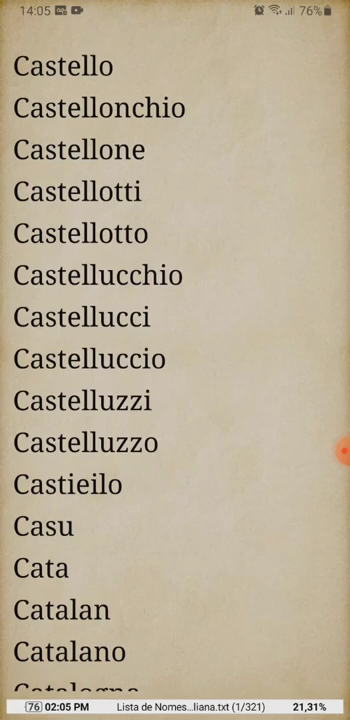 14:05 76%
Castello
Castellonchio
Castellone
Castellotti
Castellotto
Castellucchio
Castellucci
Castelluccio
Castelluzzi
Castelluzzo
Castieilo
Casu
Cata
Catalan
Catalano
76 02:05 PM Lista de Nomes...liana.txt (1/321) 21,31%